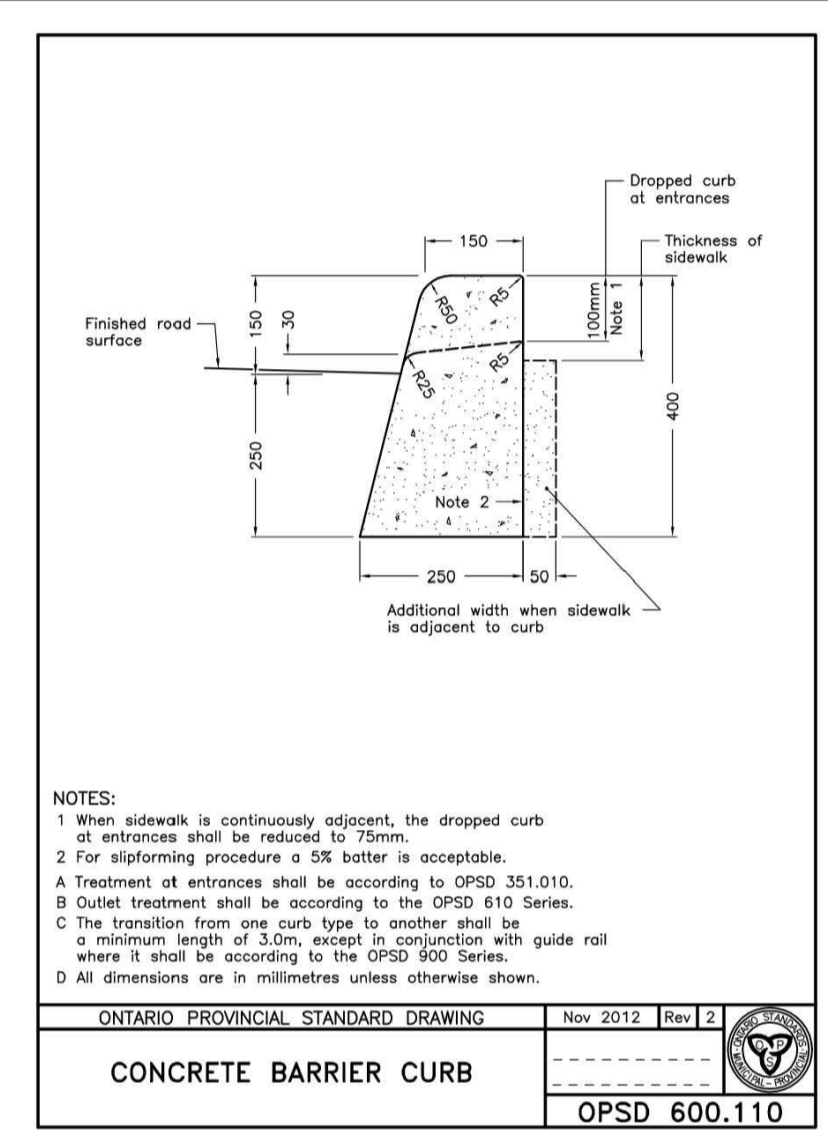 Dropped curb
at entrances
150
Thickness of
sidewalk
Finished road
surface
150
30
R50
R5
100mm
Note 1
R25
R5
400
250
Note 2
250
50
Additional width when sidewalk
is adjacent to curb
NOTES:
1 When sidewalk is continuously adjacent, the dropped curb
at entrances shall be reduced to 75mm.
2 For slipforming procedure a 5% batter is acceptable.
A Treatment at entrances shall be according to OPSD 351.010.
B Outlet treatment shall be according to the OPSD 610 Series.
C The transition from one curb type to another shall be
a minimum length of 3.0m, except in conjunction with guide rail
where it shall be according to the OPSD 900 Series.
D All dimensions are in millimetres unless otherwise shown.
ONTARIO PROVINCIAL STANDARD DRAWING
Nov 2012
Rev 2
CONCRETE BARRIER CURB
ONTARIO STANDARDS
MUNICIPAL - PROVINCIAL
O P S
OPSD 600.110